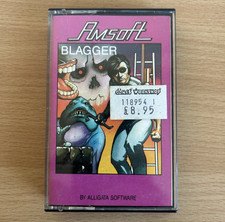 Amsoft
BLAGGER
118954 1
£8.95
BY ALLIGATA SOFTWARE